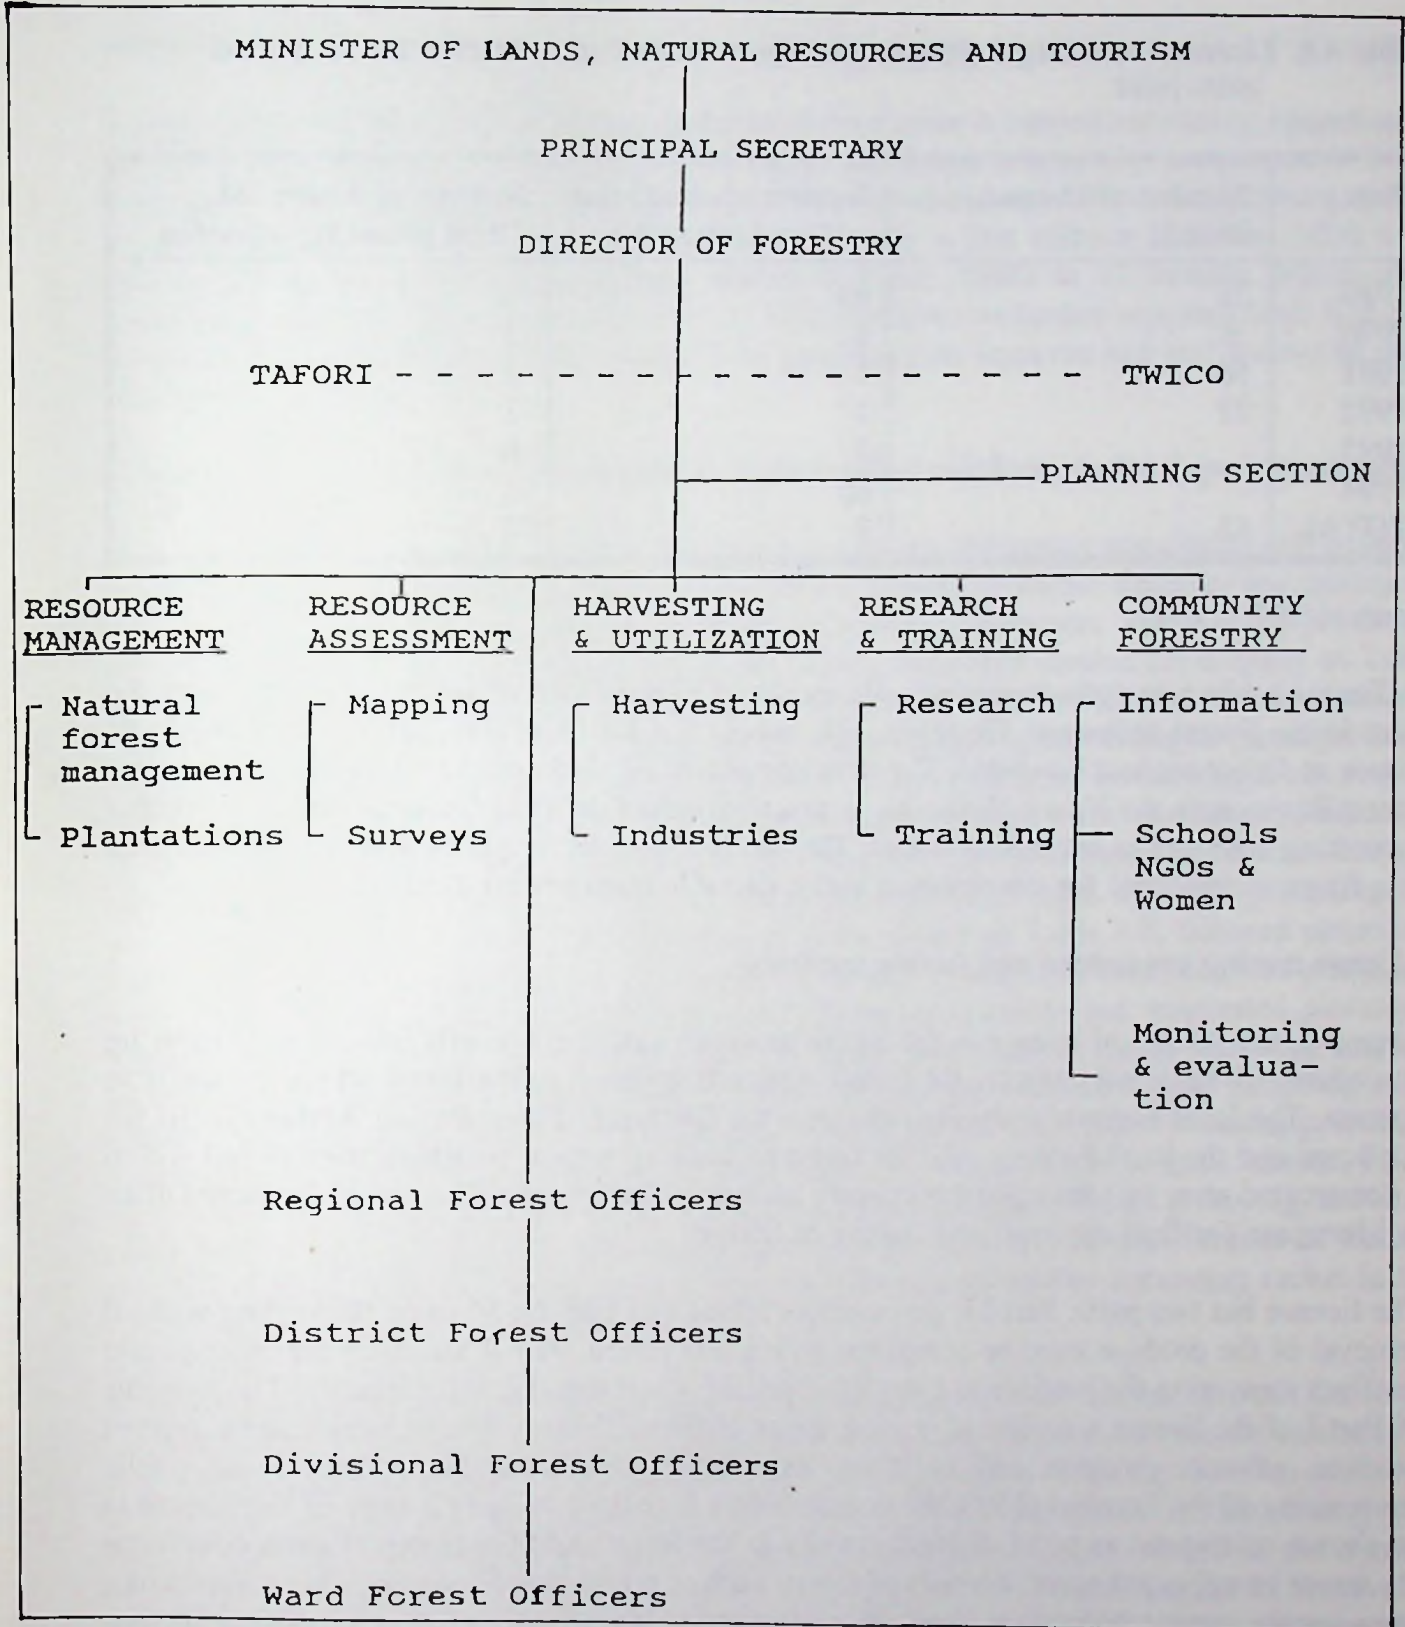 MINISTER OF LANDS, NATURAL RESOURCES AND TOURISM
PRINCIPAL SECRETARY
DIRECTOR OF FORESTRY
TAFORI
TWICO
PLANNING SECTION
RESOURCE
MANAGEMENT
Natural
forest
management
Plantations
RESOURCE
ASSESSMENT
Mapping
Surveys
HARVESTING
& UTILIZATION
Harvesting
Industries
RESEARCH
& TRAINING
Research
Training
COMMUNITY
FORESTRY
Information
Schools
NGOs &
Women
Monitoring
& evalua-
tion
Regional Forest Officers
District Forest Officers
Divisional Forest Officers
Ward Forest Officers